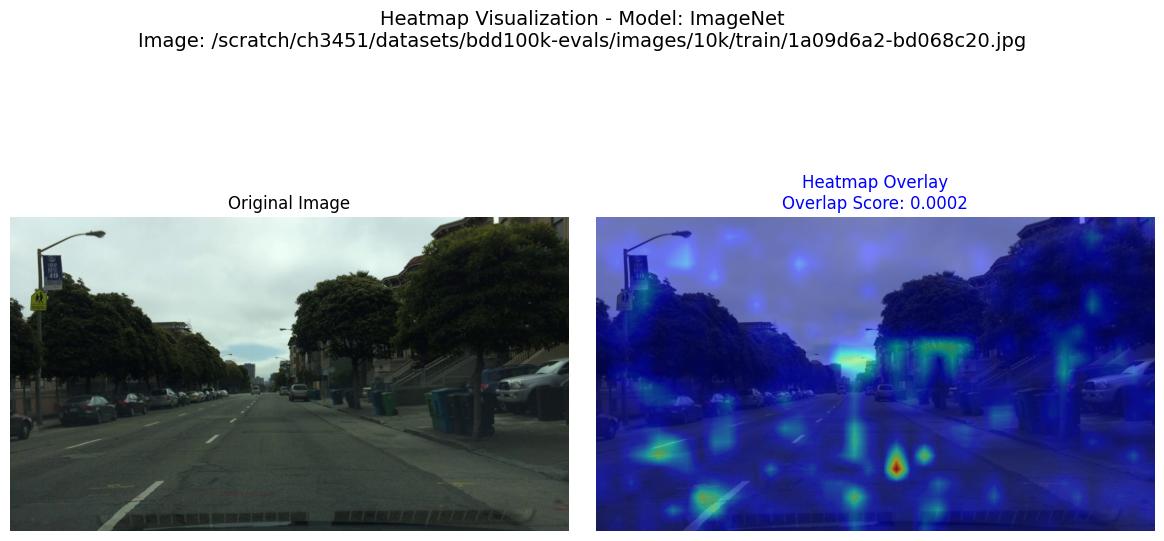 Heatmap Visualization - Model: ImageNet
Image: /scratch/ch3451/datasets/bdd100k-evals/images/10k/train/1a09d6a2-bd068c20.jpg
Original Image
Heatmap Overlay
Overlap Score: 0.0002